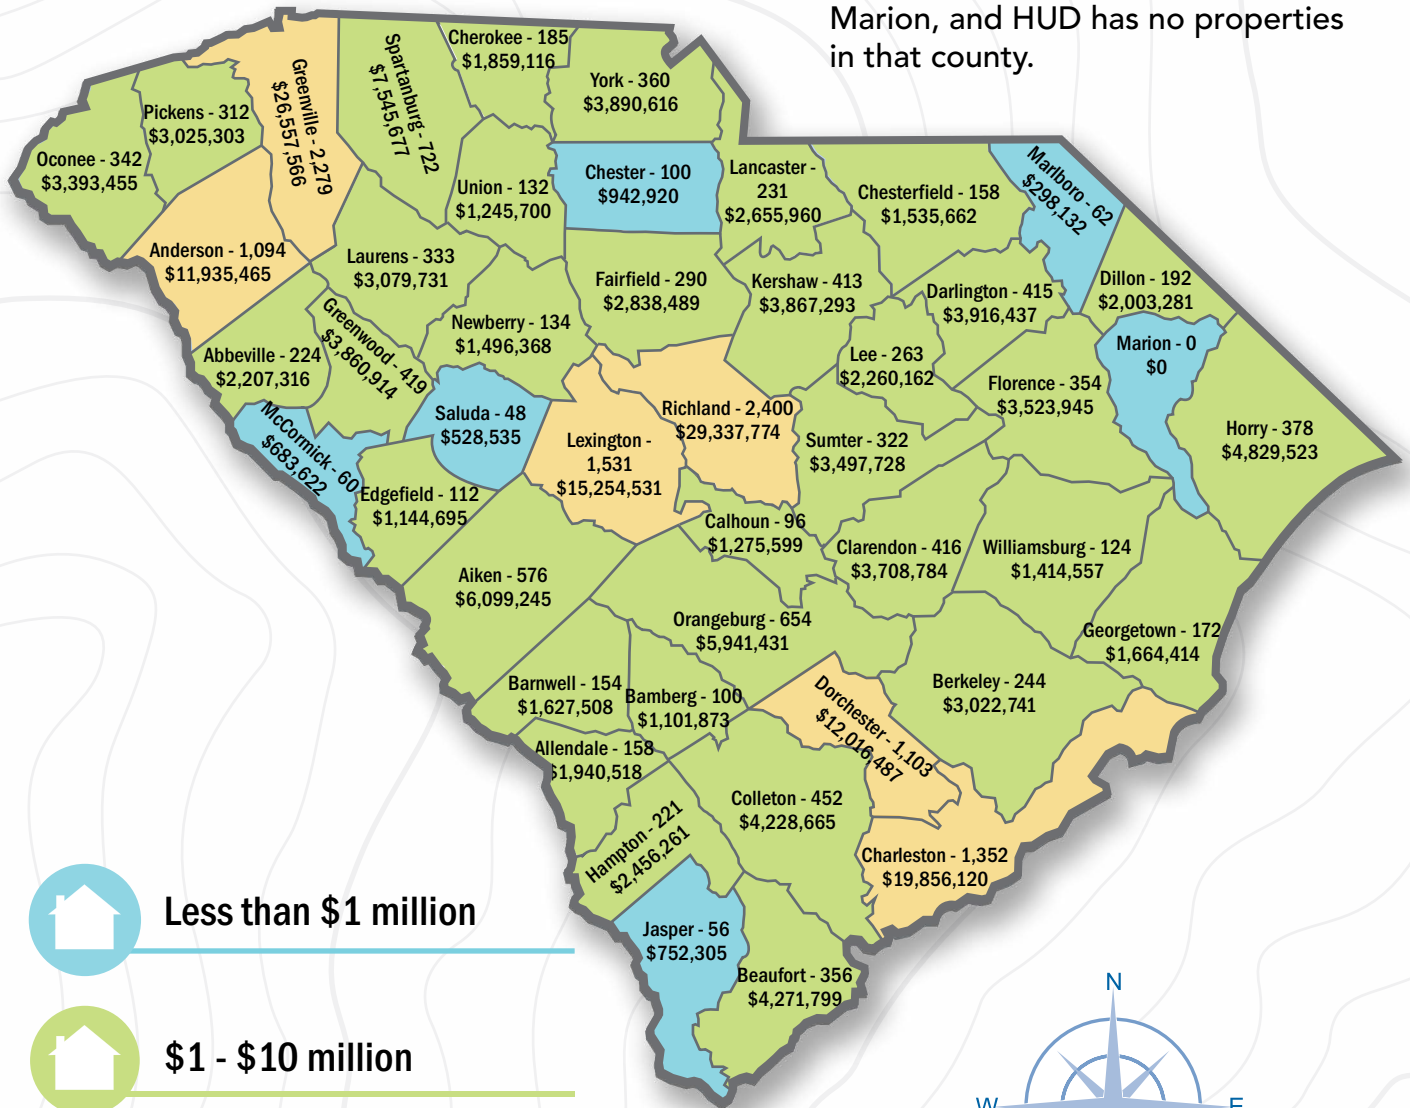 Marion, and HUD has no properties
in that county.
Cherokee - 185
$1,859,116
York - 360
$3,890,616
Spartanburg - 722
$7,545,677
Greenville - 2,279
$26,557,566
Pickens - 312
$3,025,303
Oconee - 342
$3,393,455
Union - 132
$1,245,700
Chester - 100
$942,920
Lancaster -
231
$2,655,960
Chesterfield - 158
$1,535,662
Marlboro - 62
$298,132
Anderson - 1,094
$11,935,465
Laurens - 333
$3,079,731
Fairfield - 290
$2,838,489
Kershaw - 413
$3,867,293
Darlington - 415
$3,916,437
Dillon - 192
$2,003,281
Greenwood - 419
$3,860,914
Newberry - 134
$1,496,368
Marion - 0
$0
Abbeville - 224
$2,207,316
Lee - 263
$2,260,162
Florence - 354
$3,523,945
McCormick - 60
$683,622
Saluda - 48
$528,535
Lexington -
1,531
$15,254,531
Richland - 2,400
$29,337,774
Sumter - 322
$3,497,728
Horry - 378
$4,829,523
Edgefield - 112
$1,144,695
Calhoun - 96
$1,275,599
Clarendon - 416
$3,708,784
Williamsburg - 124
$1,414,557
Aiken - 576
$6,099,245
Orangeburg - 654
$5,941,431
Georgetown - 172
$1,664,414
Barnwell - 154
$1,627,508
Bamberg - 100
$1,101,873
Dorchester - 1,103
$12,016,487
Berkeley - 244
$3,022,741
Allendale - 158
$1,940,518
Hampton - 221
$2,456,261
Colleton - 452
$4,228,665
Charleston - 1,352
$19,856,120
Jasper - 56
$752,305
Beaufort - 356
$4,271,799
Less than $1 million
$1 - $10 million
N
W
E